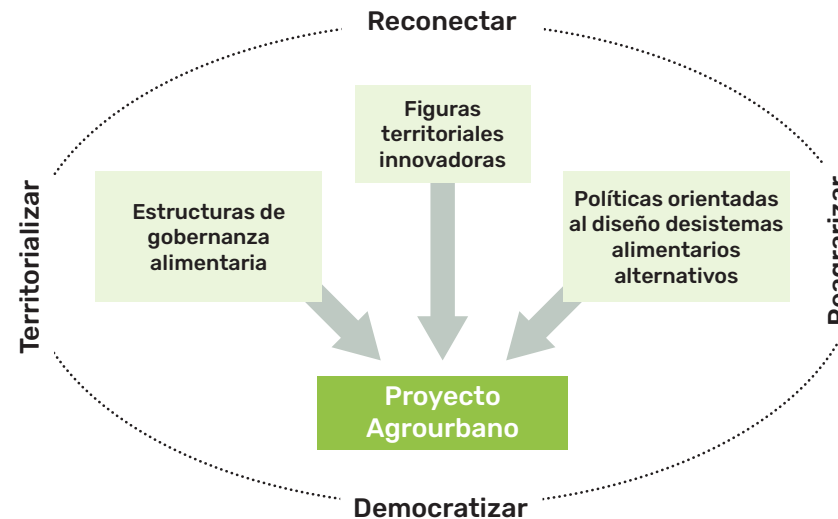 Reconectar
Figuras
territoriales
innovadoras
Territorializar
Estructuras de
gobernanza
alimentaria
Políticas orientadas
al diseño desistemas
alimentarios
alternativos
Reagrarizar
Proyecto
Agrourbano
Democratizar